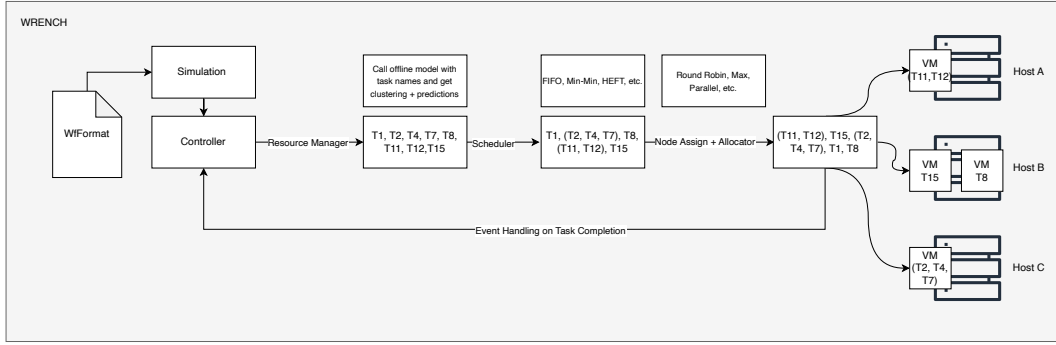 WRENCH
WfFormat
Simulation
Controller
Resource Manager
Call offline model with
task names and get
clustering + predictions
T1, T2, T4, T7, T8,
T11, T12,T15
Scheduler
FIFO, Min-Min, HEFT, etc.
T1, (T2, T4, T7), T8,
(T11, T12), T15
Node Assign + Allocator
Round Robin, Max,
Parallel, etc.
(T11, T12), T15, (T2,
T4, T7), T1, T8
Event Handling on Task Completion
VM
(T11,T12)
Host A
VM
T15
VM
T8
Host B
VM
(T2, T4,
T7)
Host C